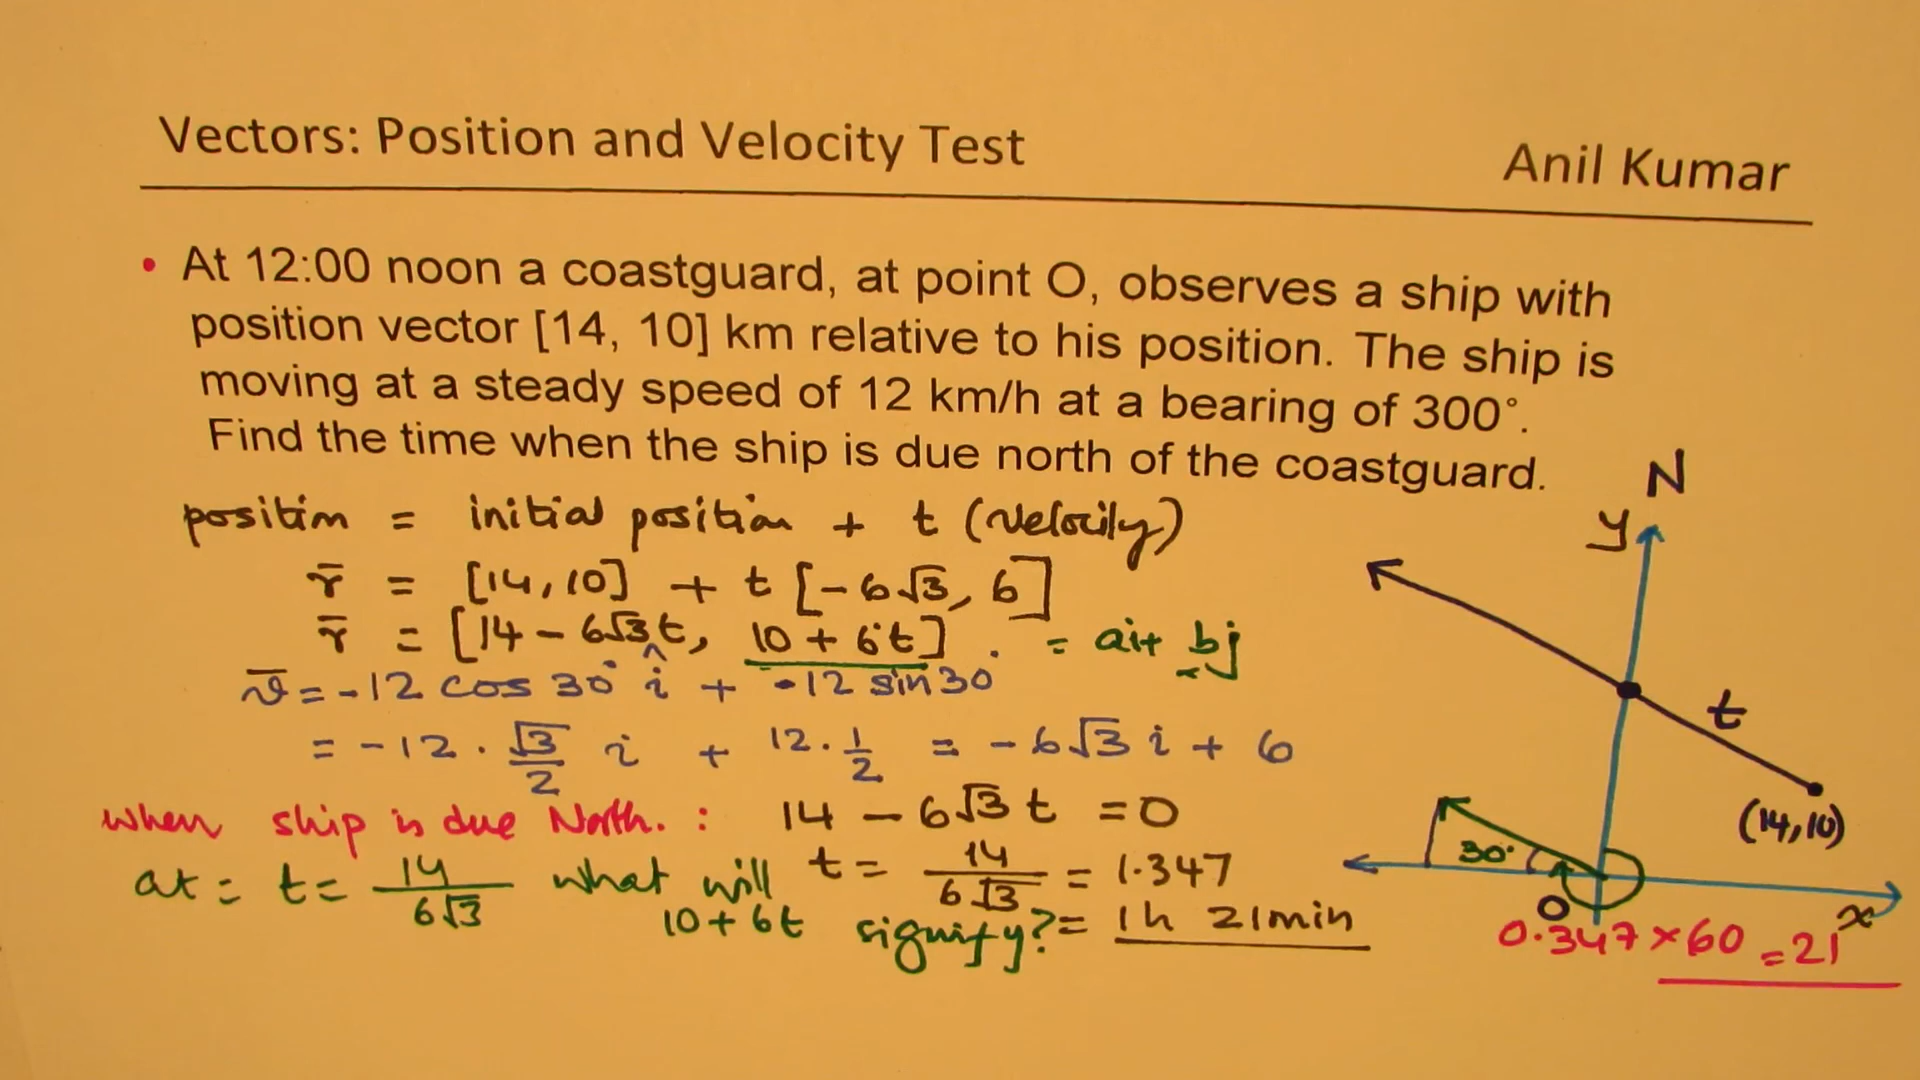 Vectors: Position and Velocity Test
Anil Kumar
• At 12:00 noon a coastguard, at point O, observes a ship with
position vector [14, 10] km relative to his position. The ship is
moving at a steady speed of 12 km/h at a bearing of 300°.
Find the time when the ship is due north of the coastguard.
position = initial position + t (velocity)
r̄ = [14,10] + t [-6√3, 6]
r̄ = [14 - 6√3t, 10 + 6t] . = ai+ bj
v̄ = -12 cos 30° î + -12 sin 30°
= -12 · √3/2 i + 12 · 1/2 = -6√3 i + 6
when ship is due North. : 14 - 6√3 t = 0
t = 14/6√3 = 1.347
= 1h 21min
at = t = 14/6√3 what will
10+6t signify?
N
y
t
(14,10)
30°
O
x
0.347 × 60 = 21